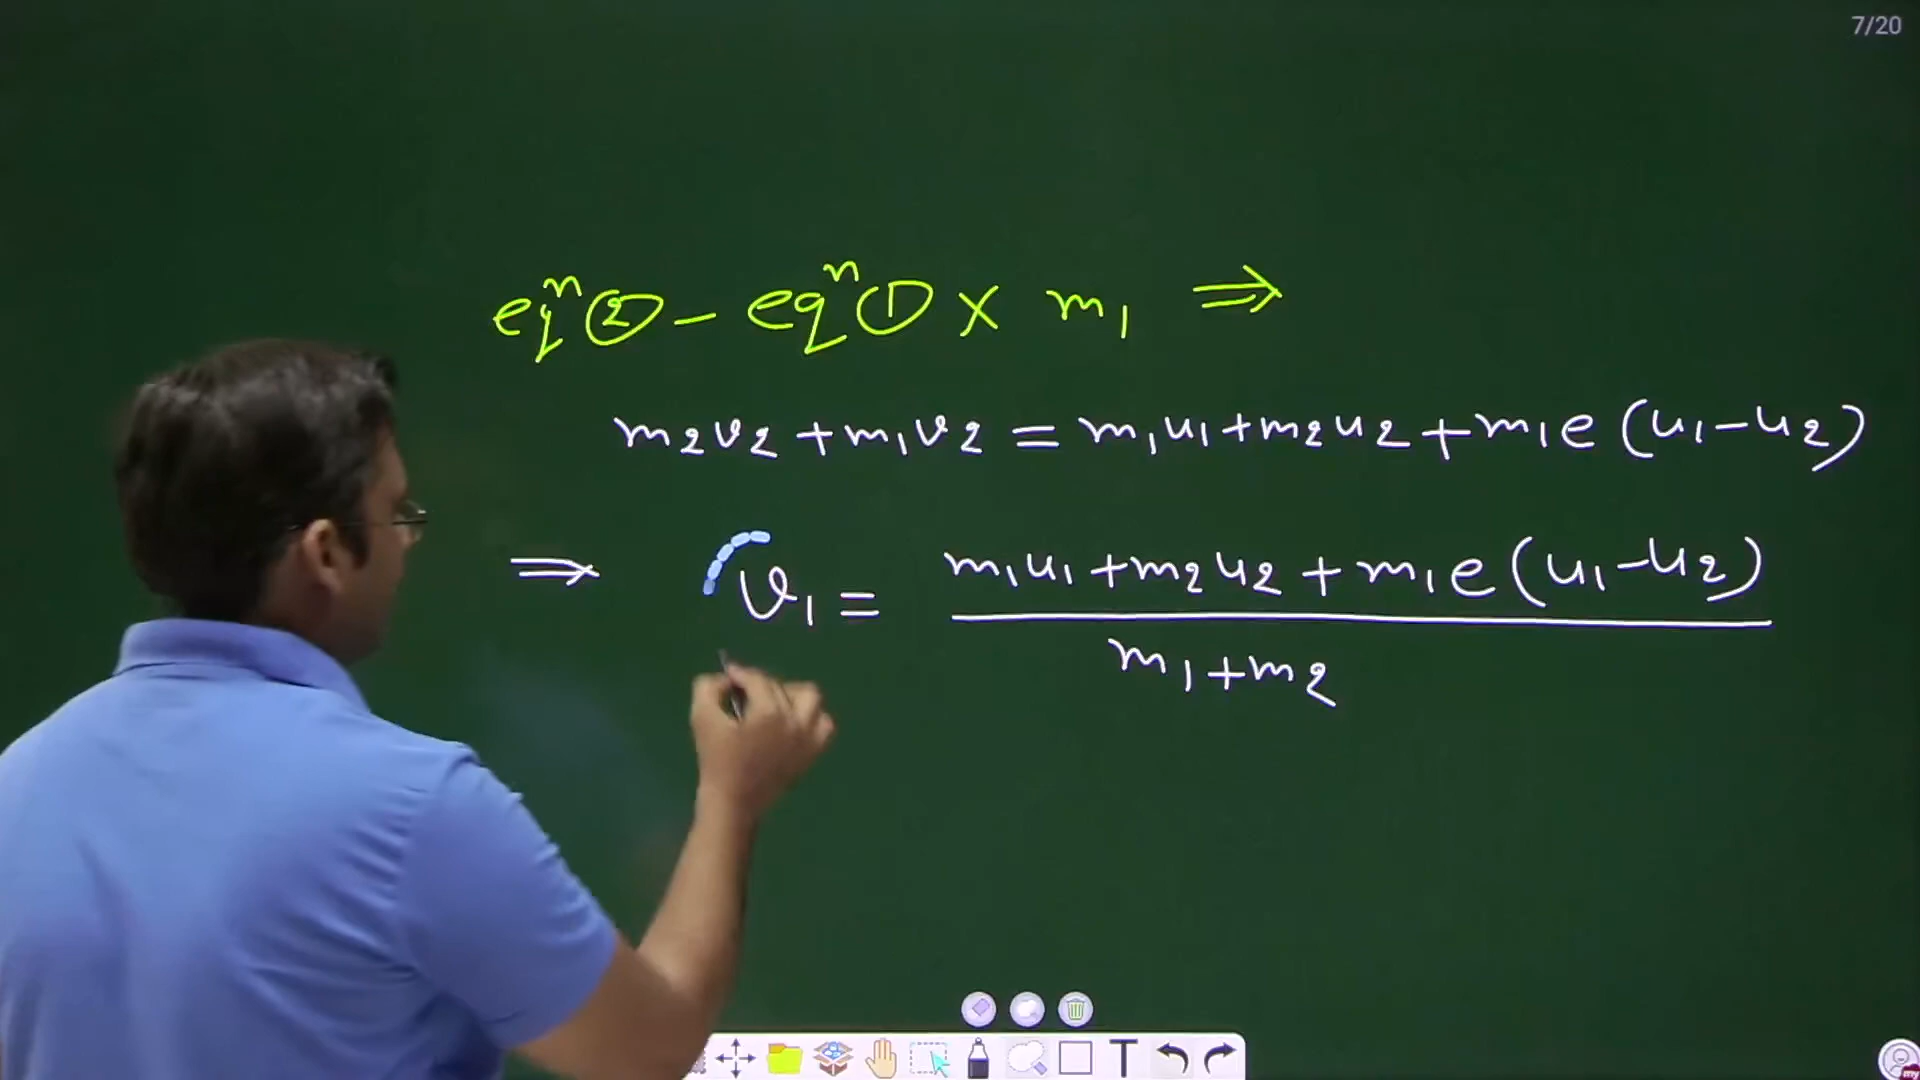 7/20
eqⁿ② - eqⁿ① × m₁ ⇒
m₂v₂ + m₁v₂ = m₁u₁ + m₂u₂ + m₁e (u₁ - u₂)
⇒ v₁ = (m₁u₁ + m₂u₂ + m₁e (u₁ - u₂)) / (m₁ + m₂)
T
my